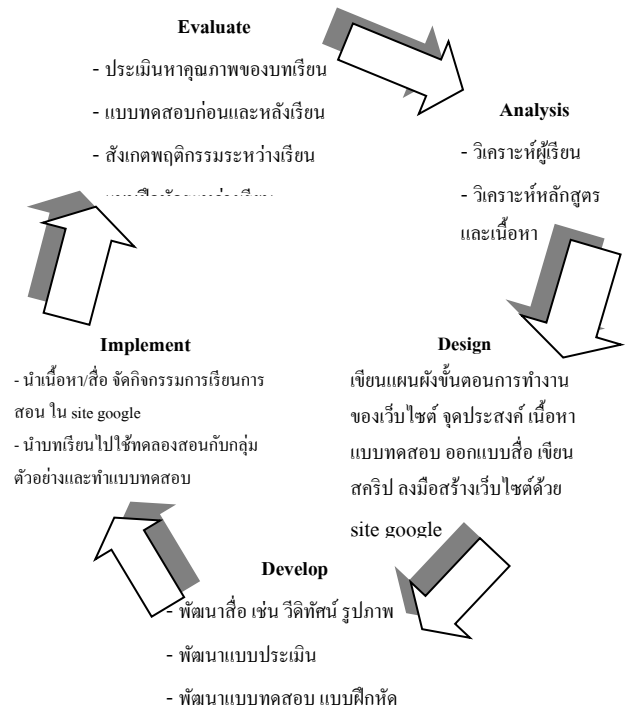 Evaluate
- ประเมินหาคุณภาพของบทเรียน
- แบบทดสอบก่อนและหลังเรียน
- สังเกตพฤติกรรมระหว่างเรียน
Analysis
- วิเคราะห์ผู้เรียน
- วิเคราะห์หลักสูตร
และเนื้อหา
Design
เขียนแผนผังขั้นตอนการทำงาน
ของเว็บไซต์ จุดประสงค์ เนื้อหา
แบบทดสอบ ออกแบบสื่อ เขียน
สคริป ลงมือสร้างเว็บไซต์ด้วย
site google
Develop
- พัฒนาสื่อ เช่น วีดิทัศน์ รูปภาพ
- พัฒนาแบบประเมิน
- พัฒนาแบบทดสอบ แบบฝึกหัด
Implement
- นำเนื้อหา/สื่อ จัดกิจกรรมการเรียนการ
สอน ใน site google
- นำบทเรียนไปใช้ทดลองสอนกับกลุ่ม
ตัวอย่างและทำแบบทดสอบ